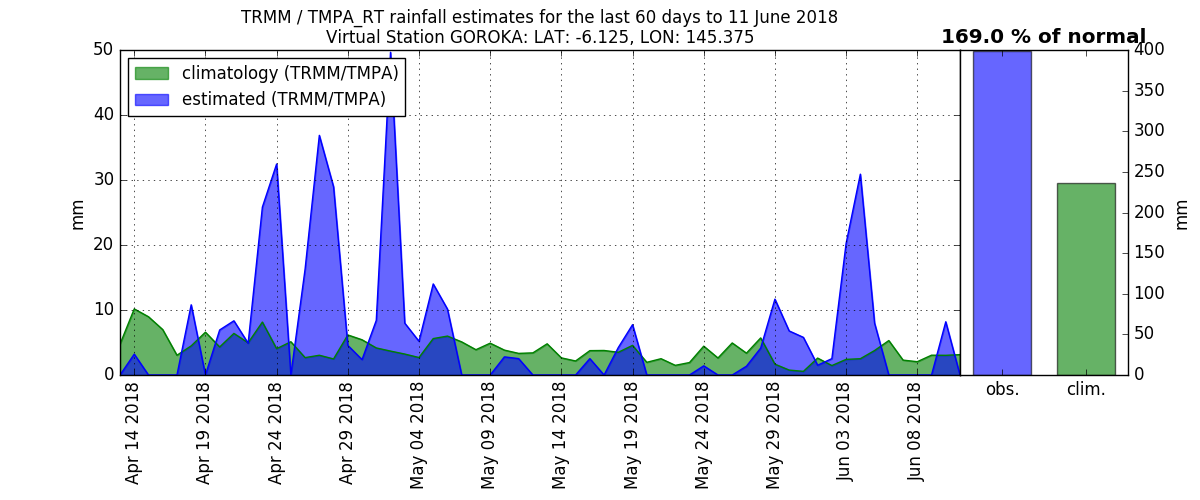 TRMM / TMPA_RT rainfall estimates for the last 60 days to 11 June 2018
Virtual Station GOROKA: LAT: -6.125, LON: 145.375
169.0 % of normal
climatology (TRMM/TMPA)
estimated (TRMM/TMPA)
mm
50
40
30
20
10
0
Apr 14 2018
Apr 19 2018
Apr 24 2018
Apr 29 2018
May 04 2018
May 09 2018
May 14 2018
May 19 2018
May 24 2018
May 29 2018
Jun 03 2018
Jun 08 2018
obs.
clim.
400
350
300
250
200
150
100
50
0
mm